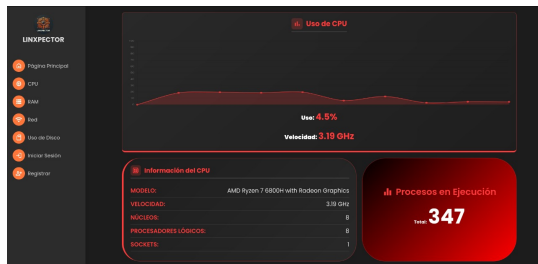 LINXPECTOR
Página Principal
CPU
RAM
Red
Uso de Disco
Iniciar Sesión
Registrar
Uso de CPU
Uso: 4.5%
Velocidad: 3.19 GHz
Información del CPU
MODELO: AMD Ryzen 7 6800H with Radeon Graphics
VELOCIDAD: 3.19 GHz
NÚCLEOS: 8
PROCESADORES LÓGICOS: 8
SOCKETS: 1
Procesos en Ejecución
Total: 347